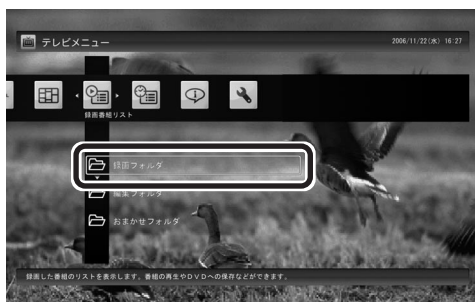 テレビメニュー
2006/11/22(水) 16:27
録画番組リスト
録画フォルダ
編集フォルダ
おまかせフォルダ
録画した番組のリストを表示します。番組の再生やDVDへの保存などができます。